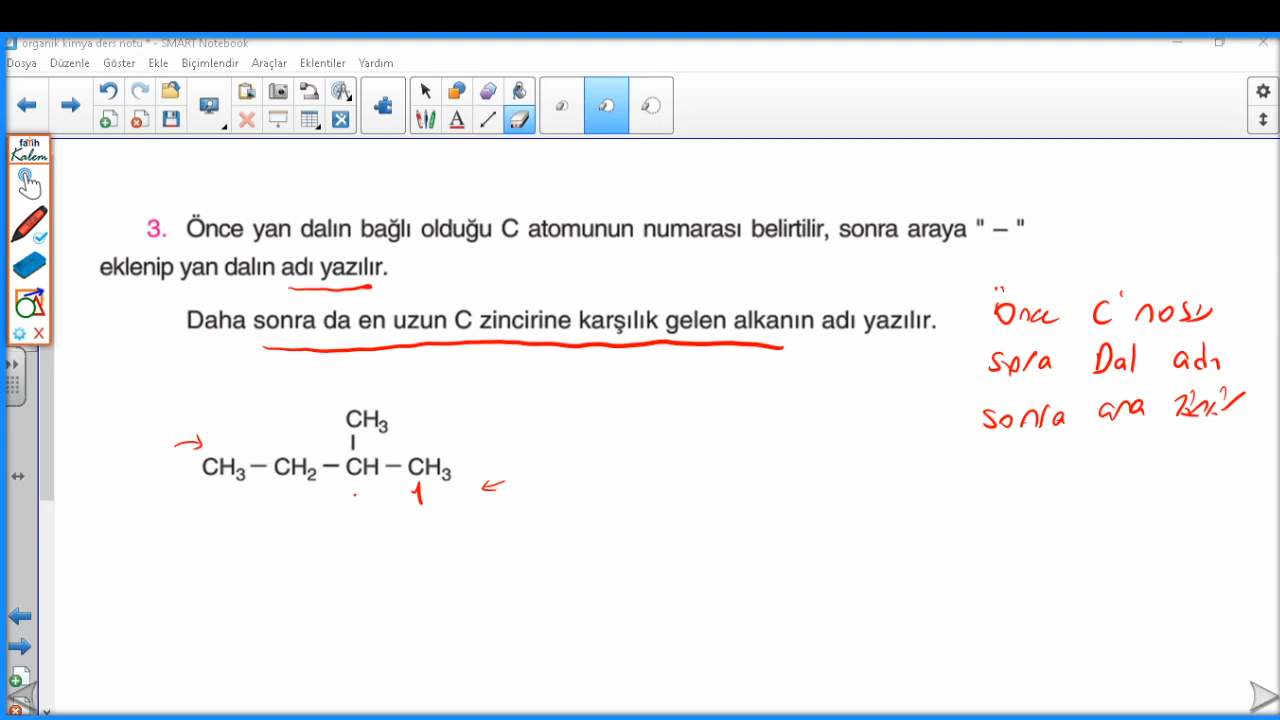 organik kimya ders notu * - SMART Notebook
Dosya Düzenle Göster Ekle Biçimlendir Araçlar Eklentiler Yardım
fatih
Kalem
3. Önce yan dalın bağlı olduğu C atomunun numarası belirtilir, sonra araya " – "
eklenip yan dalın adı yazılır.
Daha sonra da en uzun C zincirine karşılık gelen alkanın adı yazılır.
Önce C nosu
sonra Dal adı
sonra ana zincir
CH₃
CH₃ – CH₂ – CH – CH₃
1